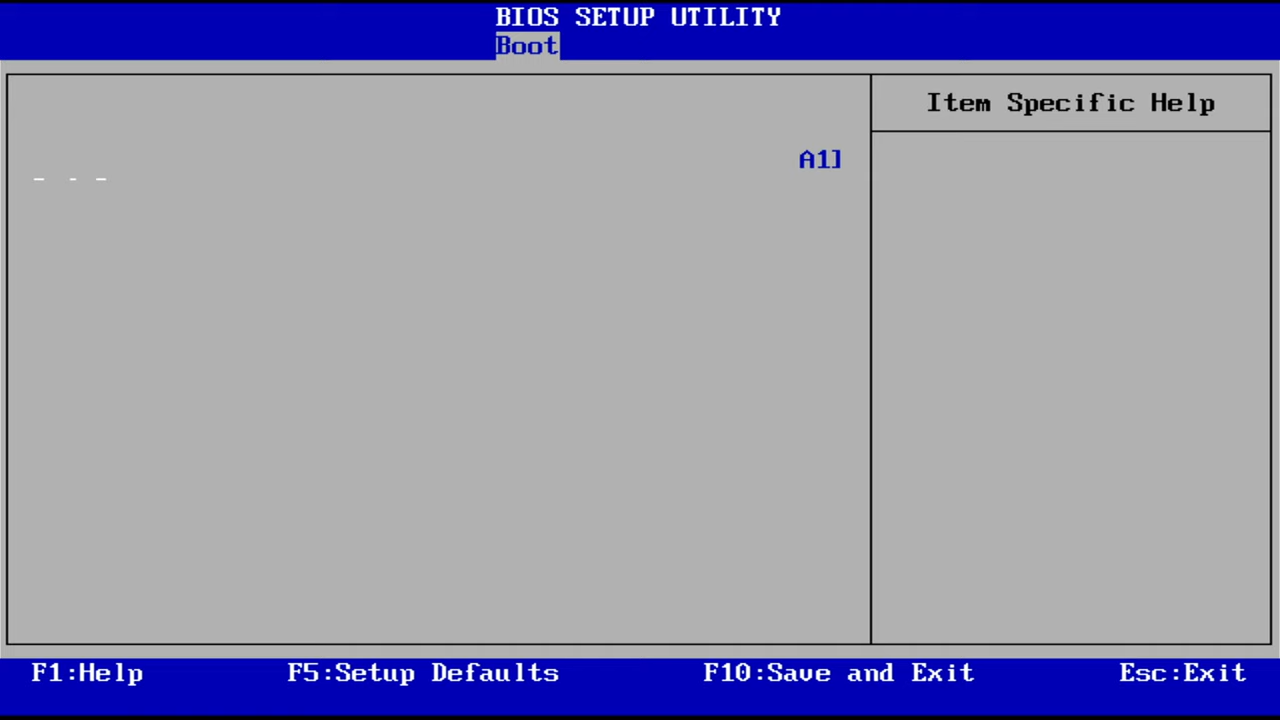 BIOS SETUP UTILITY
Boot
Item Specific Help
A1]
F1:Help F5:Setup Defaults F10:Save and Exit Esc:Exit